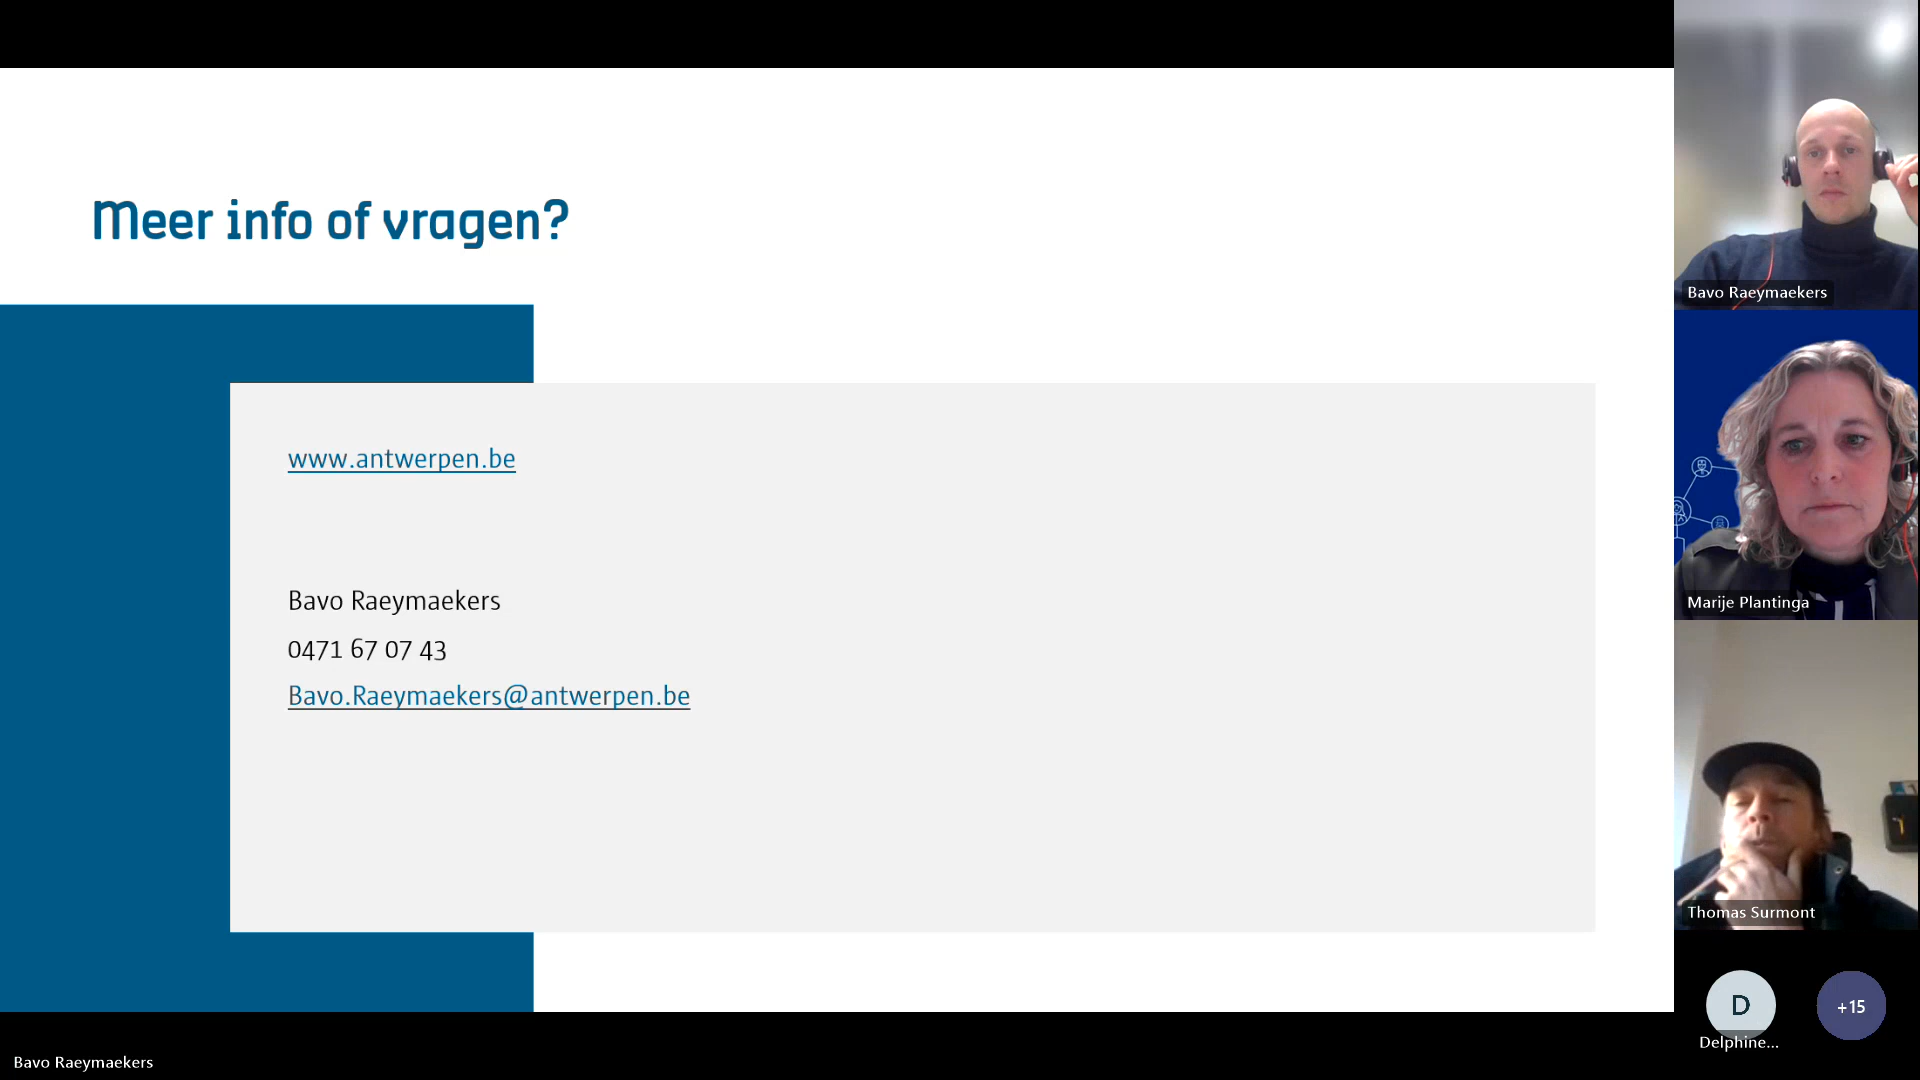 Meer info of vragen?
www.antwerpen.be
Bavo Raeymaekers
0471 67 07 43
Bavo.Raeymaekers@antwerpen.be
Bavo Raeymaekers
Marije Plantinga
Thomas Surmont
D
Delphine...
+15
Bavo Raeymaekers